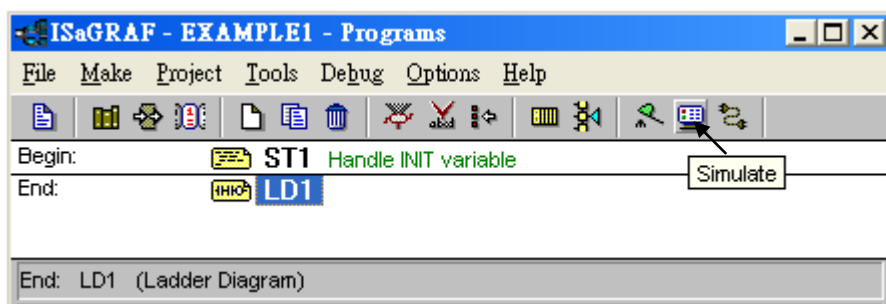 ISaGRAF - EXAMPLE1 - Programs
File Make Project Tools Debug Options Help
Begin: ST1 Handle INIT variable
Simulate
End: LD1
End: LD1 (Ladder Diagram)